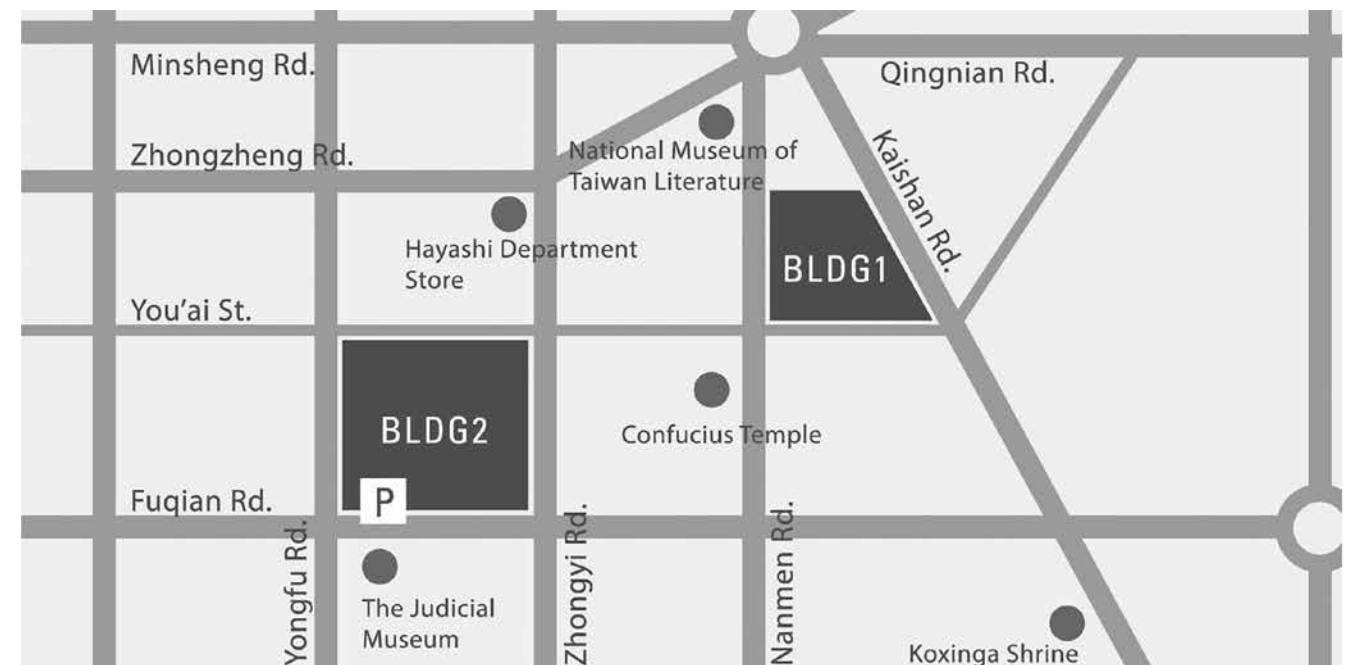 Minsheng Rd.
Qingnian Rd.
Zhongzheng Rd.
National Museum of
Taiwan Literature
Kaishan Rd.
Hayashi Department
Store
BLDG1
You’ai St.
BLDG2
Confucius Temple
P
Fuqian Rd.
Yongfu Rd.
Zhongyi Rd.
Nanmen Rd.
The Judicial
Museum
Koxinga Shrine